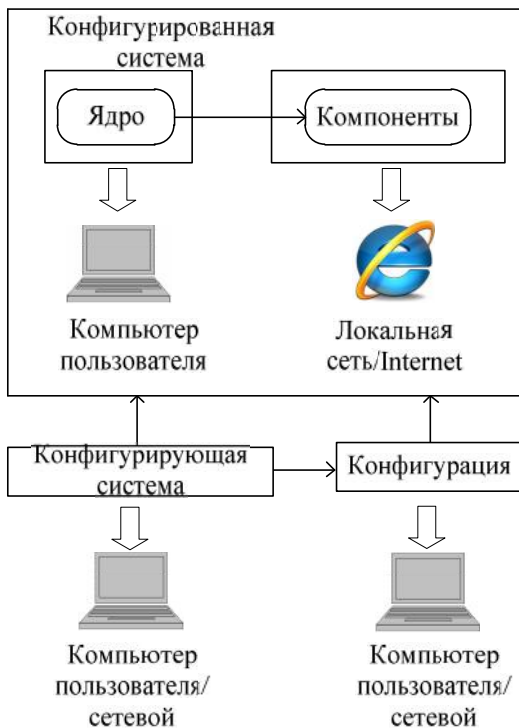 Конфигурированная
система
Ядро
Компоненты
Компьютер
пользователя
Локальная
сеть/Internet
Конфигурирующая
система
Конфигурация
Компьютер
пользователя/
сетевой
Компьютер
пользователя/
сетевой